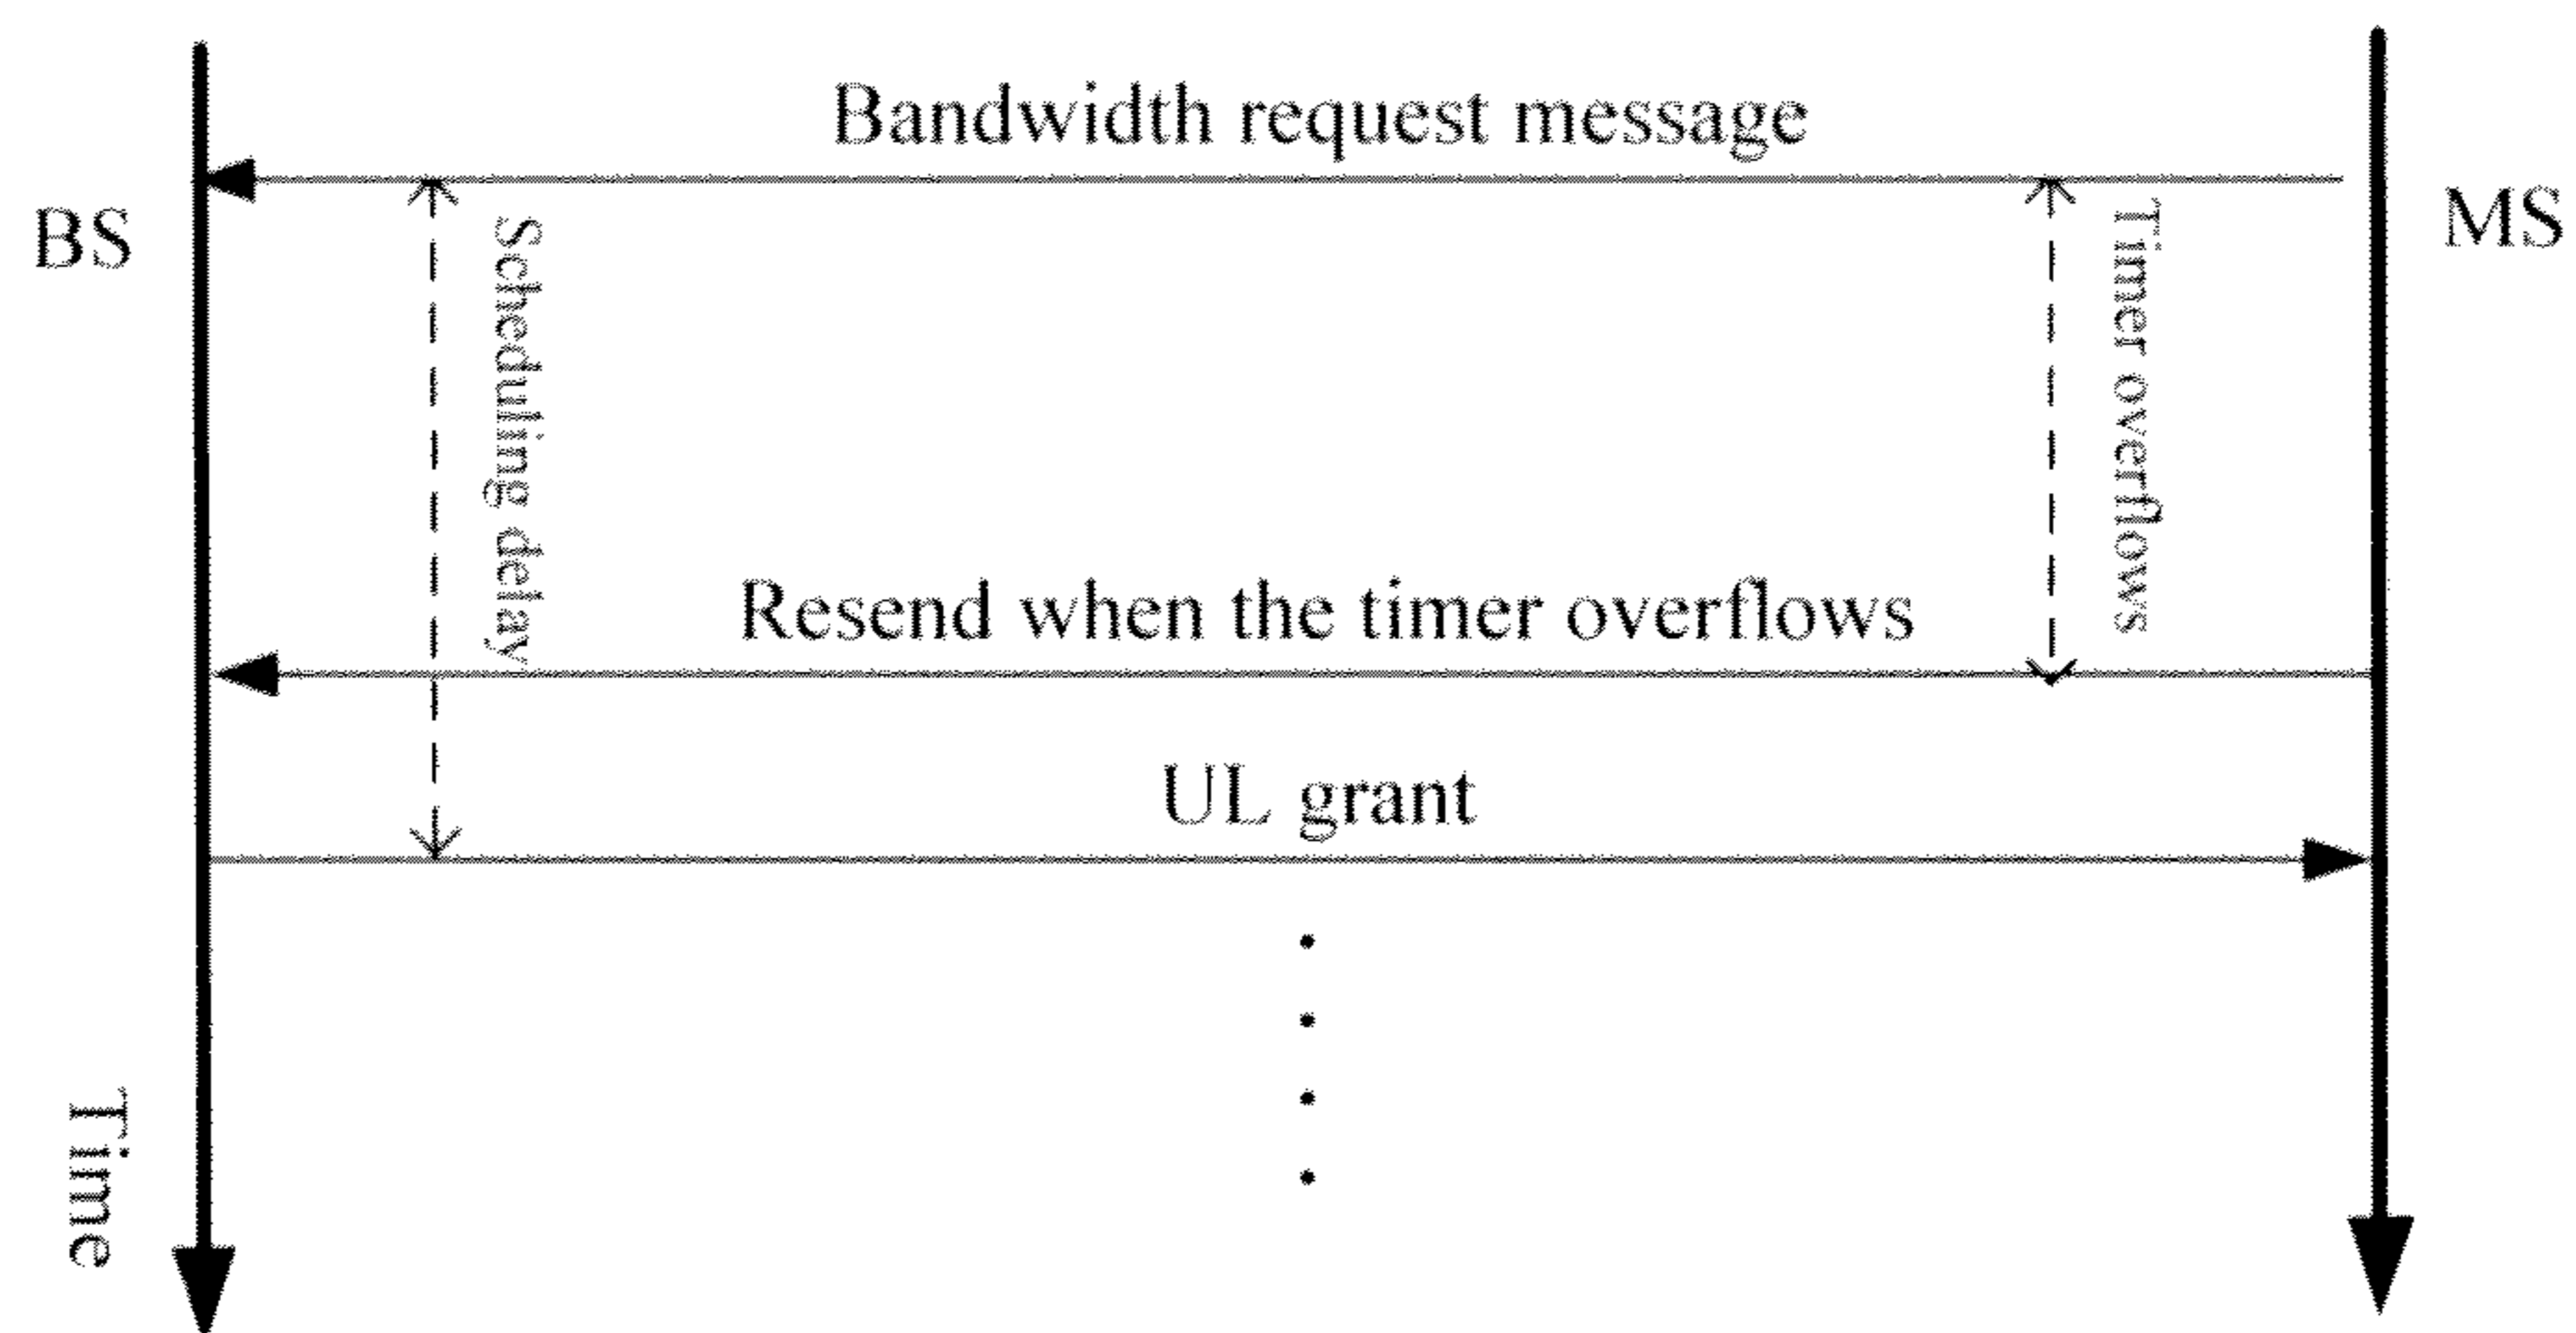 Bandwidth request message
BS
MS
Scheduling delay
Timer overflows
Resend when the timer overflows
UL grant
Time